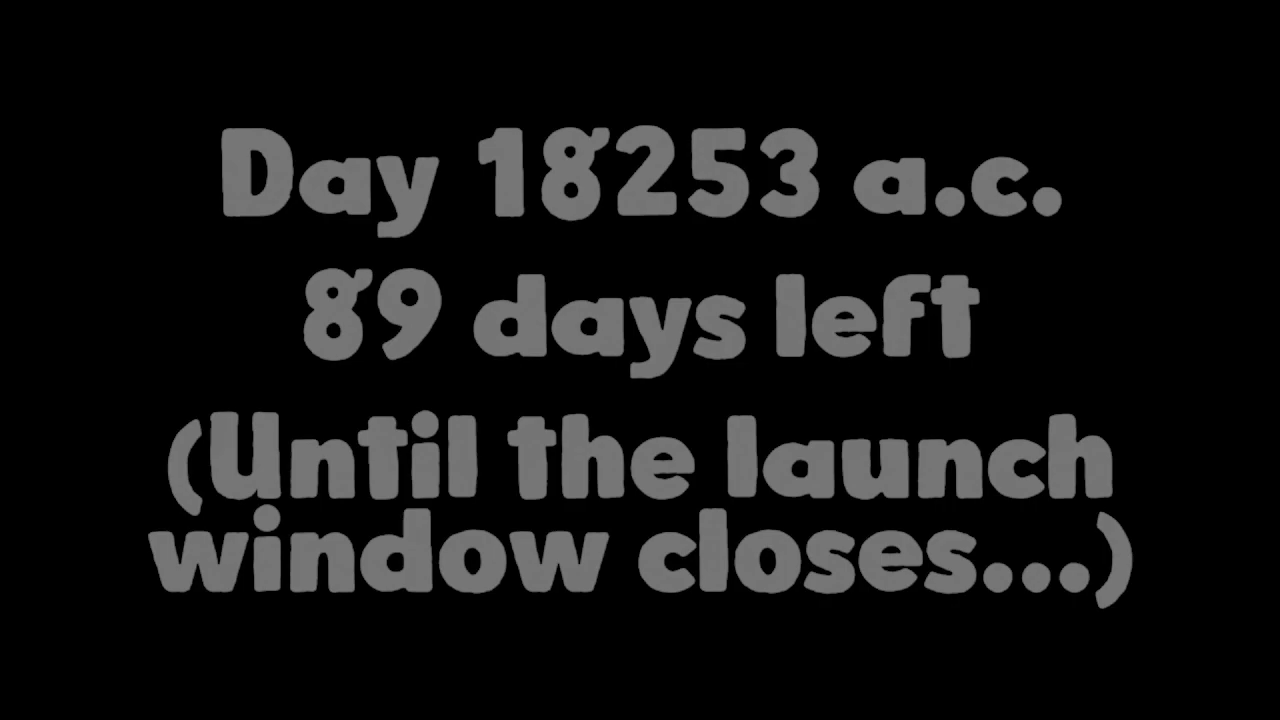 Day 18253 a.c.
89 days left
(Until the launch
window closes...)